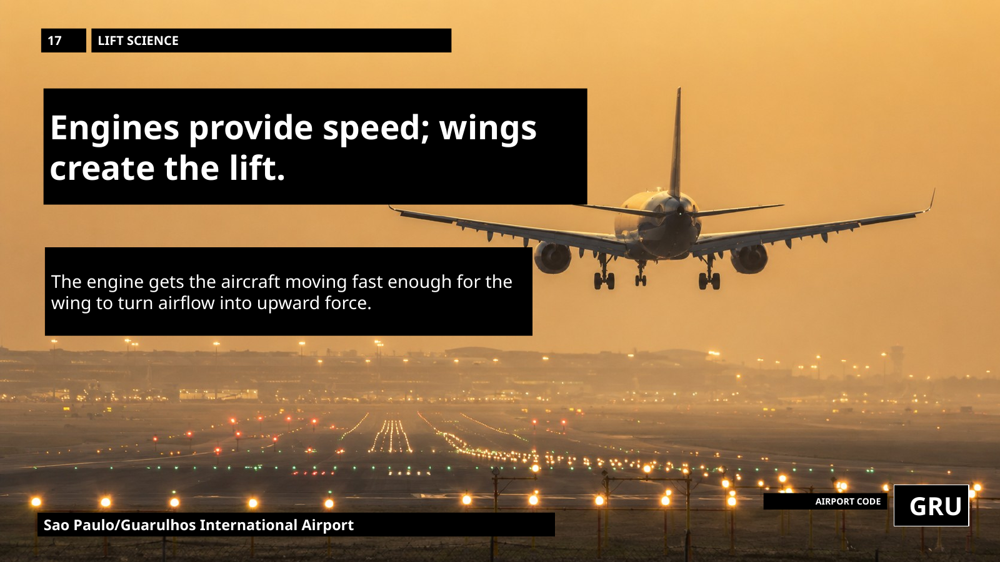 17
LIFT SCIENCE
Engines provide speed; wings
create the lift.
The engine gets the aircraft moving fast enough for the
wing to turn airflow into upward force.
AIRPORT CODE
GRU
Sao Paulo/Guarulhos International Airport